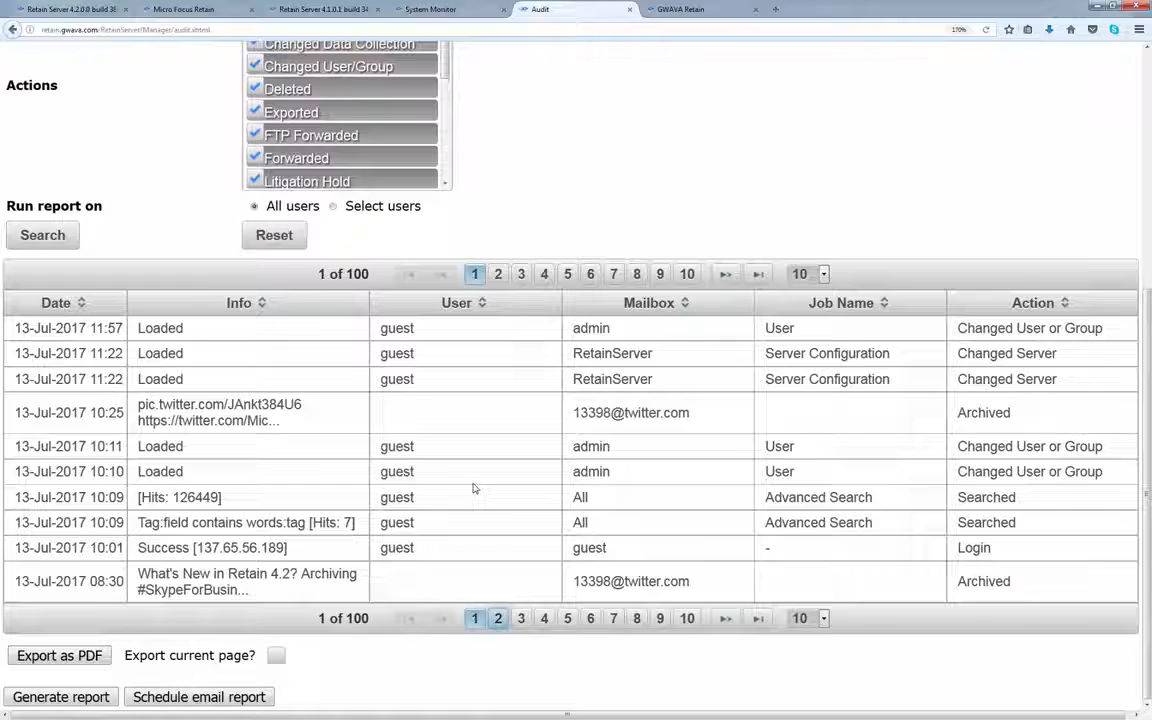 Retain Server 4.2.0.0 build 38
Micro Focus Retain
Retain Server 4.1.0.1 build 34
System Monitor
Audit
GWAVA Retain
retain.gwava.com/RetainServer/Manager/audit.xhtml
170%
Changed Data Collection
Changed User/Group
Actions
Deleted
Exported
FTP Forwarded
Forwarded
Litigation Hold
Run report on All users Select users
Search Reset
1 of 100 1 2 3 4 5 6 7 8 9 10 10
Date Info User Mailbox Job Name Action
13-Jul-2017 11:57 Loaded guest admin User Changed User or Group
13-Jul-2017 11:22 Loaded guest RetainServer Server Configuration Changed Server
13-Jul-2017 11:22 Loaded guest RetainServer Server Configuration Changed Server
13-Jul-2017 10:25 pic.twitter.com/JAnkt384U6
https://twitter.com/Mic... 13398@twitter.com Archived
13-Jul-2017 10:11 Loaded guest admin User Changed User or Group
13-Jul-2017 10:10 Loaded guest admin User Changed User or Group
13-Jul-2017 10:09 [Hits: 126449] guest All Advanced Search Searched
13-Jul-2017 10:09 Tag:field contains words:tag [Hits: 7] guest All Advanced Search Searched
13-Jul-2017 10:01 Success [137.65.56.189] guest guest - Login
13-Jul-2017 08:30 What's New in Retain 4.2? Archiving
#SkypeForBusin... 13398@twitter.com Archived
1 of 100 1 2 3 4 5 6 7 8 9 10 10
Export as PDF Export current page?
Generate report Schedule email report